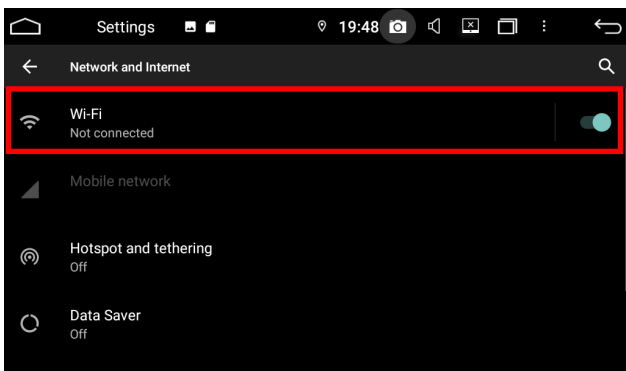 Settings 19:48
Network and Internet
Wi-Fi
Not connected
Mobile network
Hotspot and tethering
Off
Data Saver
Off